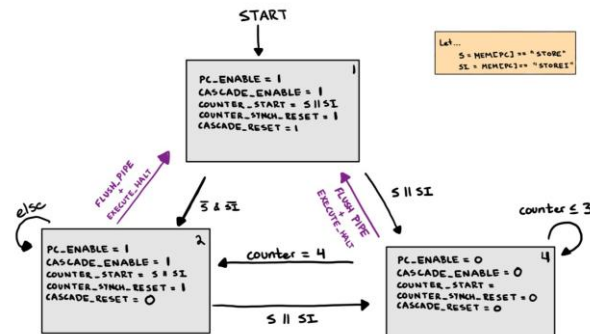 START
Let...
S = MEM[PC] == "STORE"
SI = MEM[PC] == "STOREI"
1
PC_ENABLE = 1
CASCADE_ENABLE = 1
COUNTER_START = S || SI
COUNTER_SYNCH_RESET = 1
CASCADE_RESET = 1
FLUSH_PIPE
+
EXECUTE_HALT
S̅ & S̅I̅
FLUSH PIPE
+
EXECUTE_HALT
S || SI
else
counter ≤ 3
2
PC_ENABLE = 1
CASCADE_ENABLE = 1
COUNTER_START = S || SI
COUNTER_SYNCH_RESET = 1
CASCADE_RESET = 0
counter = 4
S || SI
4
PC_ENABLE = 0
CASCADE_ENABLE = 0
COUNTER_START =
COUNTER_SYNCH_RESET = 0
CASCADE_RESET = 0